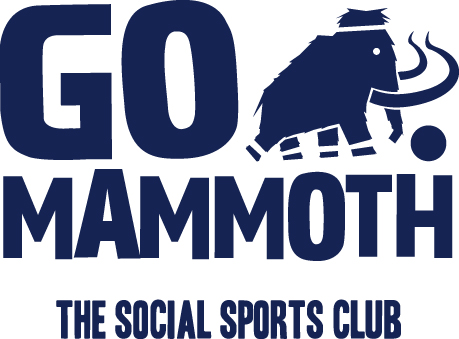 GO
MAMMOTH
THE SOCIAL SPORTS CLUB